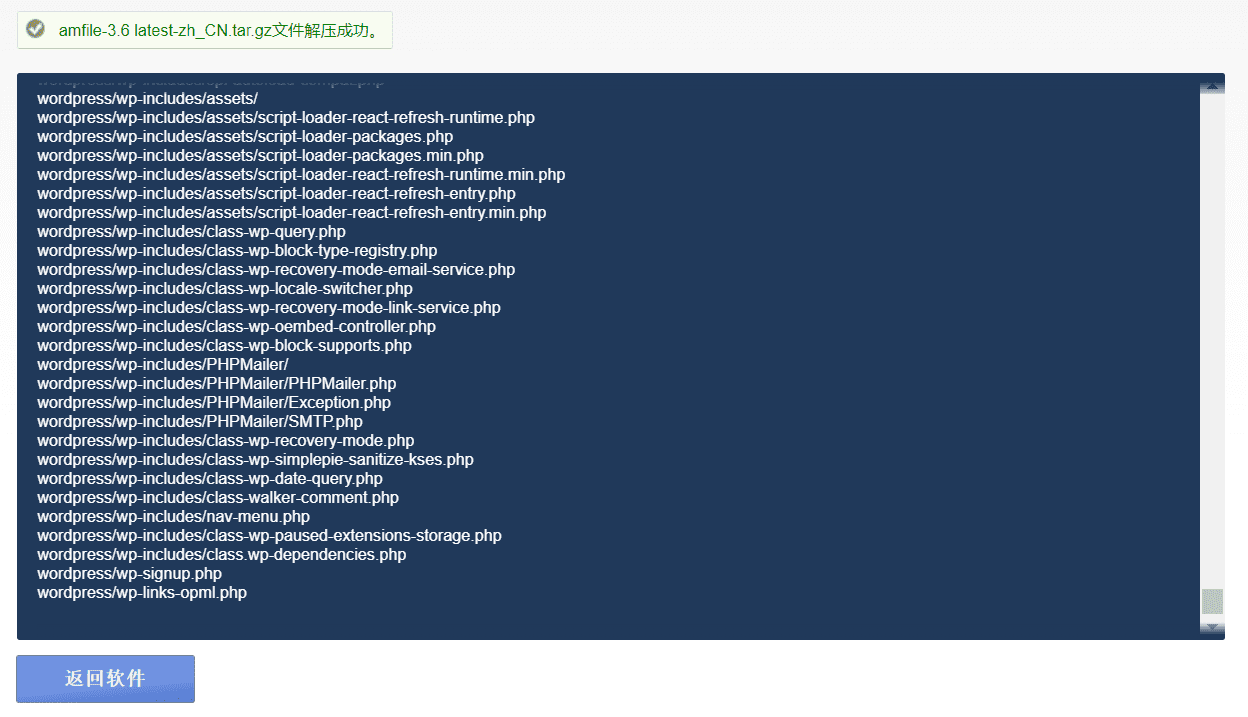 amfile-3.6 latest-zh_CN.tar.gz文件解压成功。
wordpress/wp-includes/assets/
wordpress/wp-includes/assets/script-loader-react-refresh-runtime.php
wordpress/wp-includes/assets/script-loader-packages.php
wordpress/wp-includes/assets/script-loader-packages.min.php
wordpress/wp-includes/assets/script-loader-react-refresh-runtime.min.php
wordpress/wp-includes/assets/script-loader-react-refresh-entry.php
wordpress/wp-includes/assets/script-loader-react-refresh-entry.min.php
wordpress/wp-includes/class-wp-query.php
wordpress/wp-includes/class-wp-block-type-registry.php
wordpress/wp-includes/class-wp-recovery-mode-email-service.php
wordpress/wp-includes/class-wp-locale-switcher.php
wordpress/wp-includes/class-wp-recovery-mode-link-service.php
wordpress/wp-includes/class-wp-oembed-controller.php
wordpress/wp-includes/class-wp-block-supports.php
wordpress/wp-includes/PHPMailer/
wordpress/wp-includes/PHPMailer/PHPMailer.php
wordpress/wp-includes/PHPMailer/Exception.php
wordpress/wp-includes/PHPMailer/SMTP.php
wordpress/wp-includes/class-wp-recovery-mode.php
wordpress/wp-includes/class-wp-simplepie-sanitize-kses.php
wordpress/wp-includes/class-wp-date-query.php
wordpress/wp-includes/class-walker-comment.php
wordpress/wp-includes/nav-menu.php
wordpress/wp-includes/class-wp-paused-extensions-storage.php
wordpress/wp-includes/class.wp-dependencies.php
wordpress/wp-signup.php
wordpress/wp-links-opml.php
返回软件